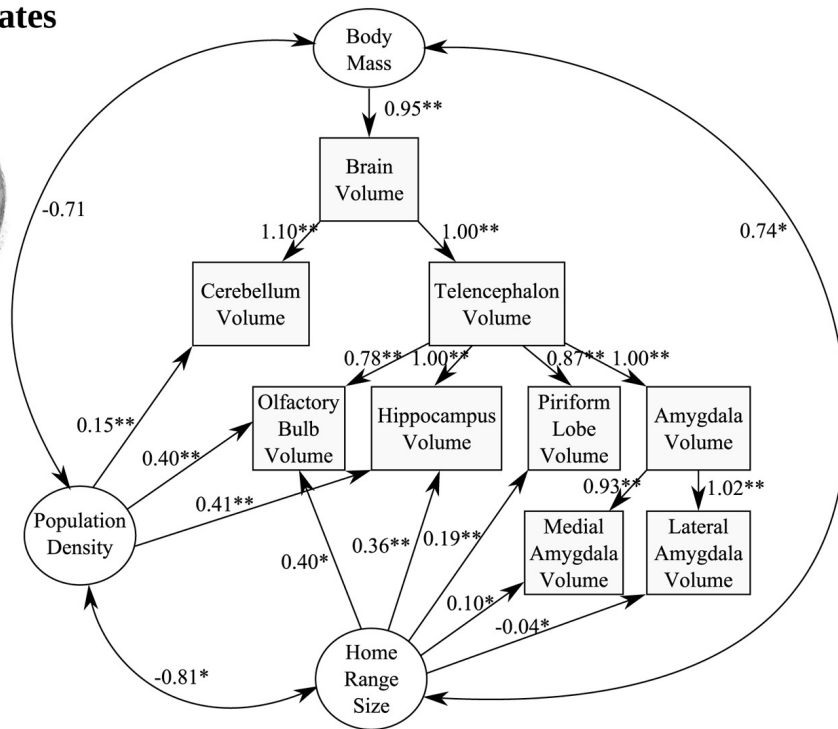 ates
Body
Mass
0.95**
Brain
Volume
-0.71
0.74*
1.10**
1.00**
Cerebellum
Volume
Telencephalon
Volume
0.78**
1.00**
0.87**
1.00**
Olfactory
Bulb
Volume
Hippocampus
Volume
Piriform
Lobe
Volume
Amygdala
Volume
0.15**
0.40**
0.41**
0.93**
1.02**
Population
Density
Medial
Amygdala
Volume
Lateral
Amygdala
Volume
0.40*
0.36**
0.19**
0.10*
-0.04*
Home
Range
Size
-0.81*